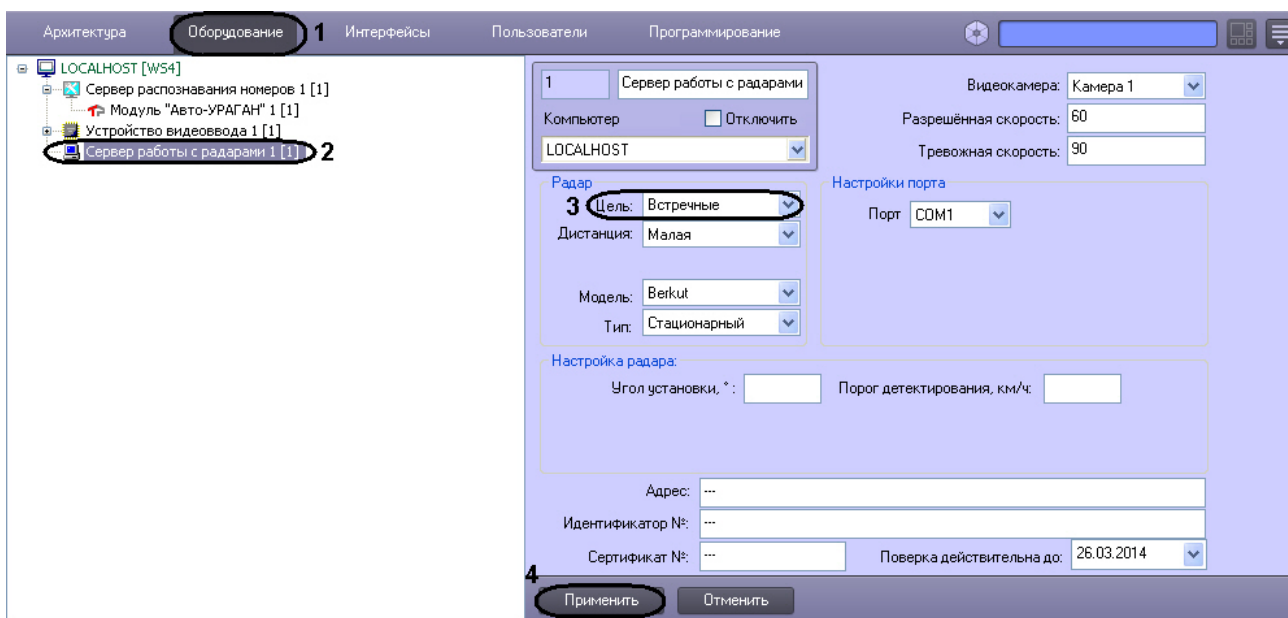 Архитектура Оборудование 1 Интерфейсы Пользователи Программирование
LOCALHOST [WS4]
Сервер распознавания номеров 1 [1]
Модуль "Авто-УРАГАН" 1 [1]
Устройство видеоввода 1 [1]
Сервер работы с радарами 1 [1] 2
1 Сервер работы с радарами
Компьютер Отключить
LOCALHOST
Видеокамера: Камера 1
Разрешённая скорость: 60
Тревожная скорость: 90
Радар
3 Цель: Встречные
Дистанция: Малая
Модель: Berkut
Тип: Стационарный
Настройки порта
Порт COM1
Настройка радара:
Угол установки, ° : Порог детектирования, км/ч:
Адрес: ---
Идентификатор №: ---
Сертификат №: --- Поверка действительна до: 26.03.2014
4
Применить Отменить